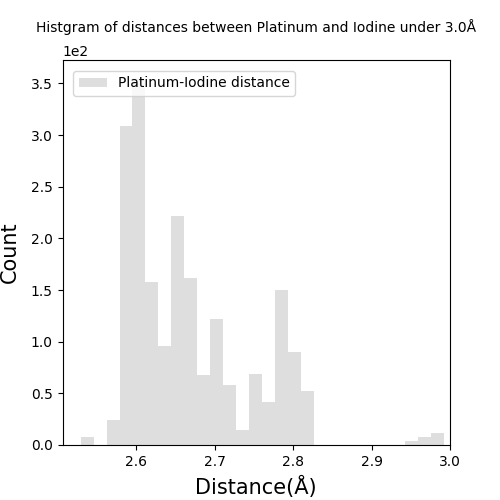 Histgram of distances between Platinum and Iodine under 3.0Å
1e2
Platinum-Iodine distance
3.5
3.0
2.5
2.0
1.5
1.0
0.5
0.0
Count
2.6 2.7 2.8 2.9 3.0
Distance(Å)